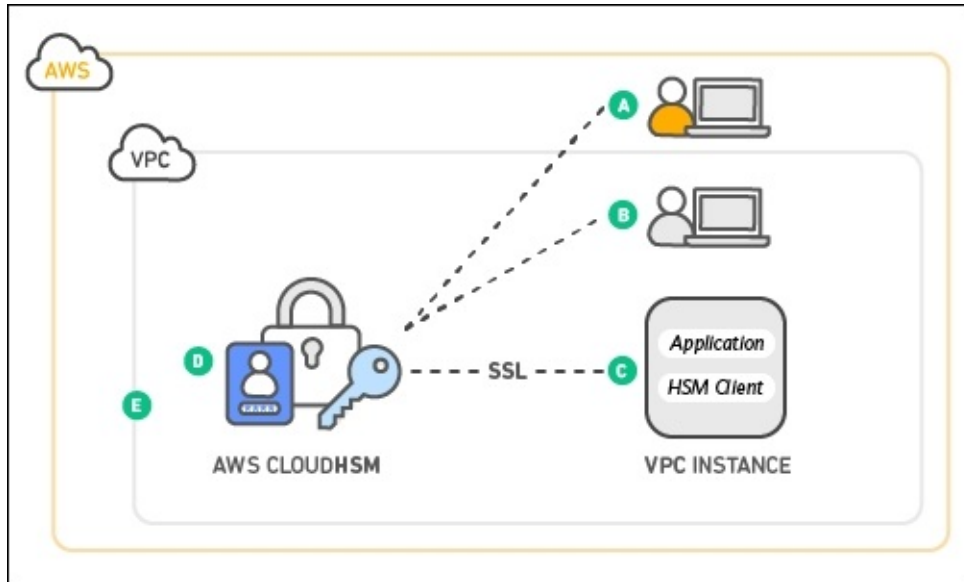 AWS
A
VPC
B
Application
D
SSL
C
HSM Client
E
AWS CLOUDHSM
VPC INSTANCE